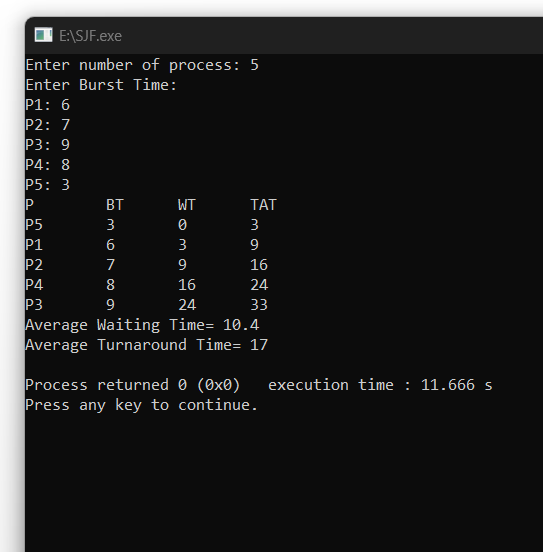 E:\SJF.exe
Enter number of process: 5
Enter Burst Time:
P1: 6
P2: 7
P3: 9
P4: 8
P5: 3
P	BT	WT	TAT
P5	3	0	3
P1	6	3	9
P2	7	9	16
P4	8	16	24
P3	9	24	33
Average Waiting Time= 10.4
Average Turnaround Time= 17
Process returned 0 (0x0)   execution time : 11.666 s
Press any key to continue.